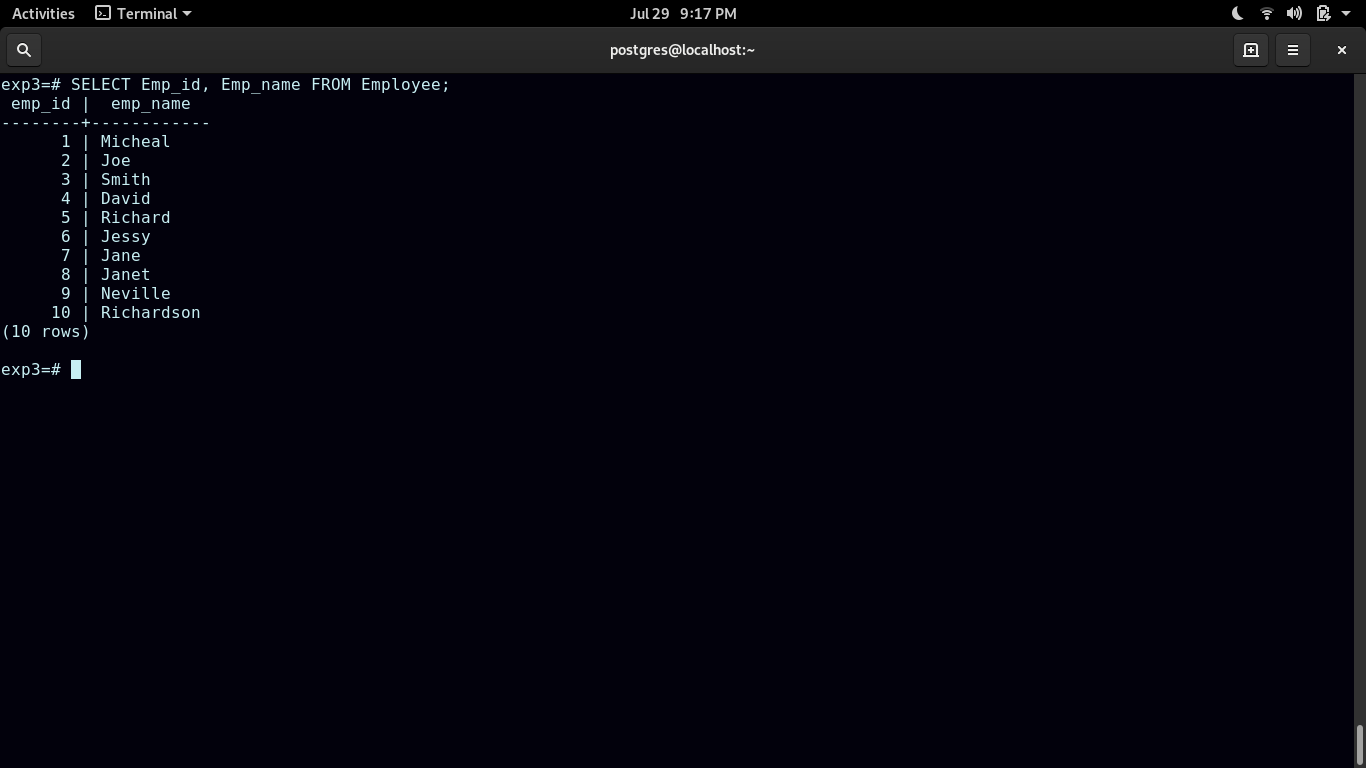 Activities Terminal Jul 29 9:17 PM
postgres@localhost:~
exp3=# SELECT Emp_id, Emp_name FROM Employee;
 emp_id |  emp_name
--------+------------
      1 | Micheal
      2 | Joe
      3 | Smith
      4 | David
      5 | Richard
      6 | Jessy
      7 | Jane
      8 | Janet
      9 | Neville
     10 | Richardson
(10 rows)
exp3=#